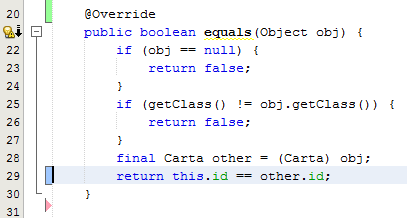 20 @Override
public boolean equals(Object obj) {
22 if (obj == null) {
23 return false;
24 }
25 if (getClass() != obj.getClass()) {
26 return false;
27 }
28 final Carta other = (Carta) obj;
29 return this.id == other.id;
30 }
31